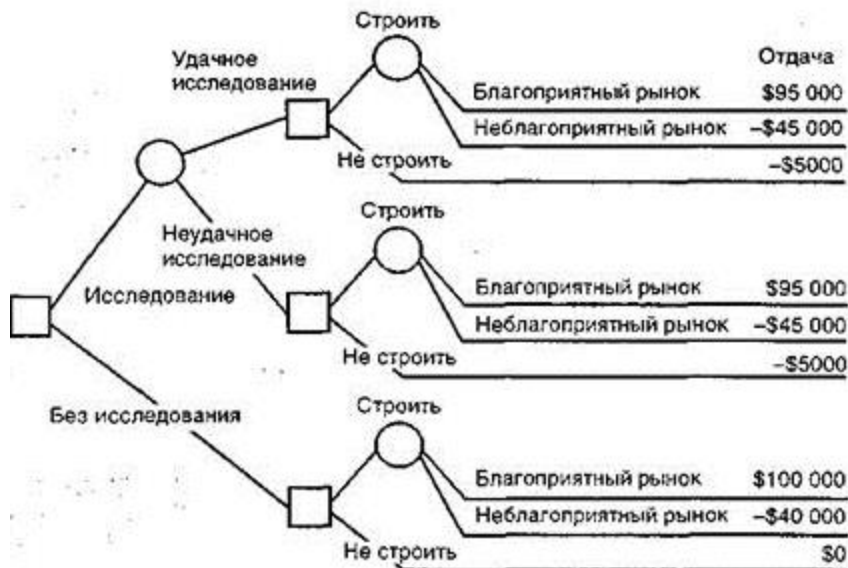 Строить
Удачное
исследование
Отдача
Благоприятный рынок $95 000
Неблагоприятный рынок –$45 000
Не строить –$5000
Строить
Неудачное
исследование
Исследование
Благоприятный рынок $95 000
Неблагоприятный рынок –$45 000
Не строить –$5000
Без исследования
Строить
Благоприятный рынок $100 000
Неблагоприятный рынок –$40 000
Не строить $0